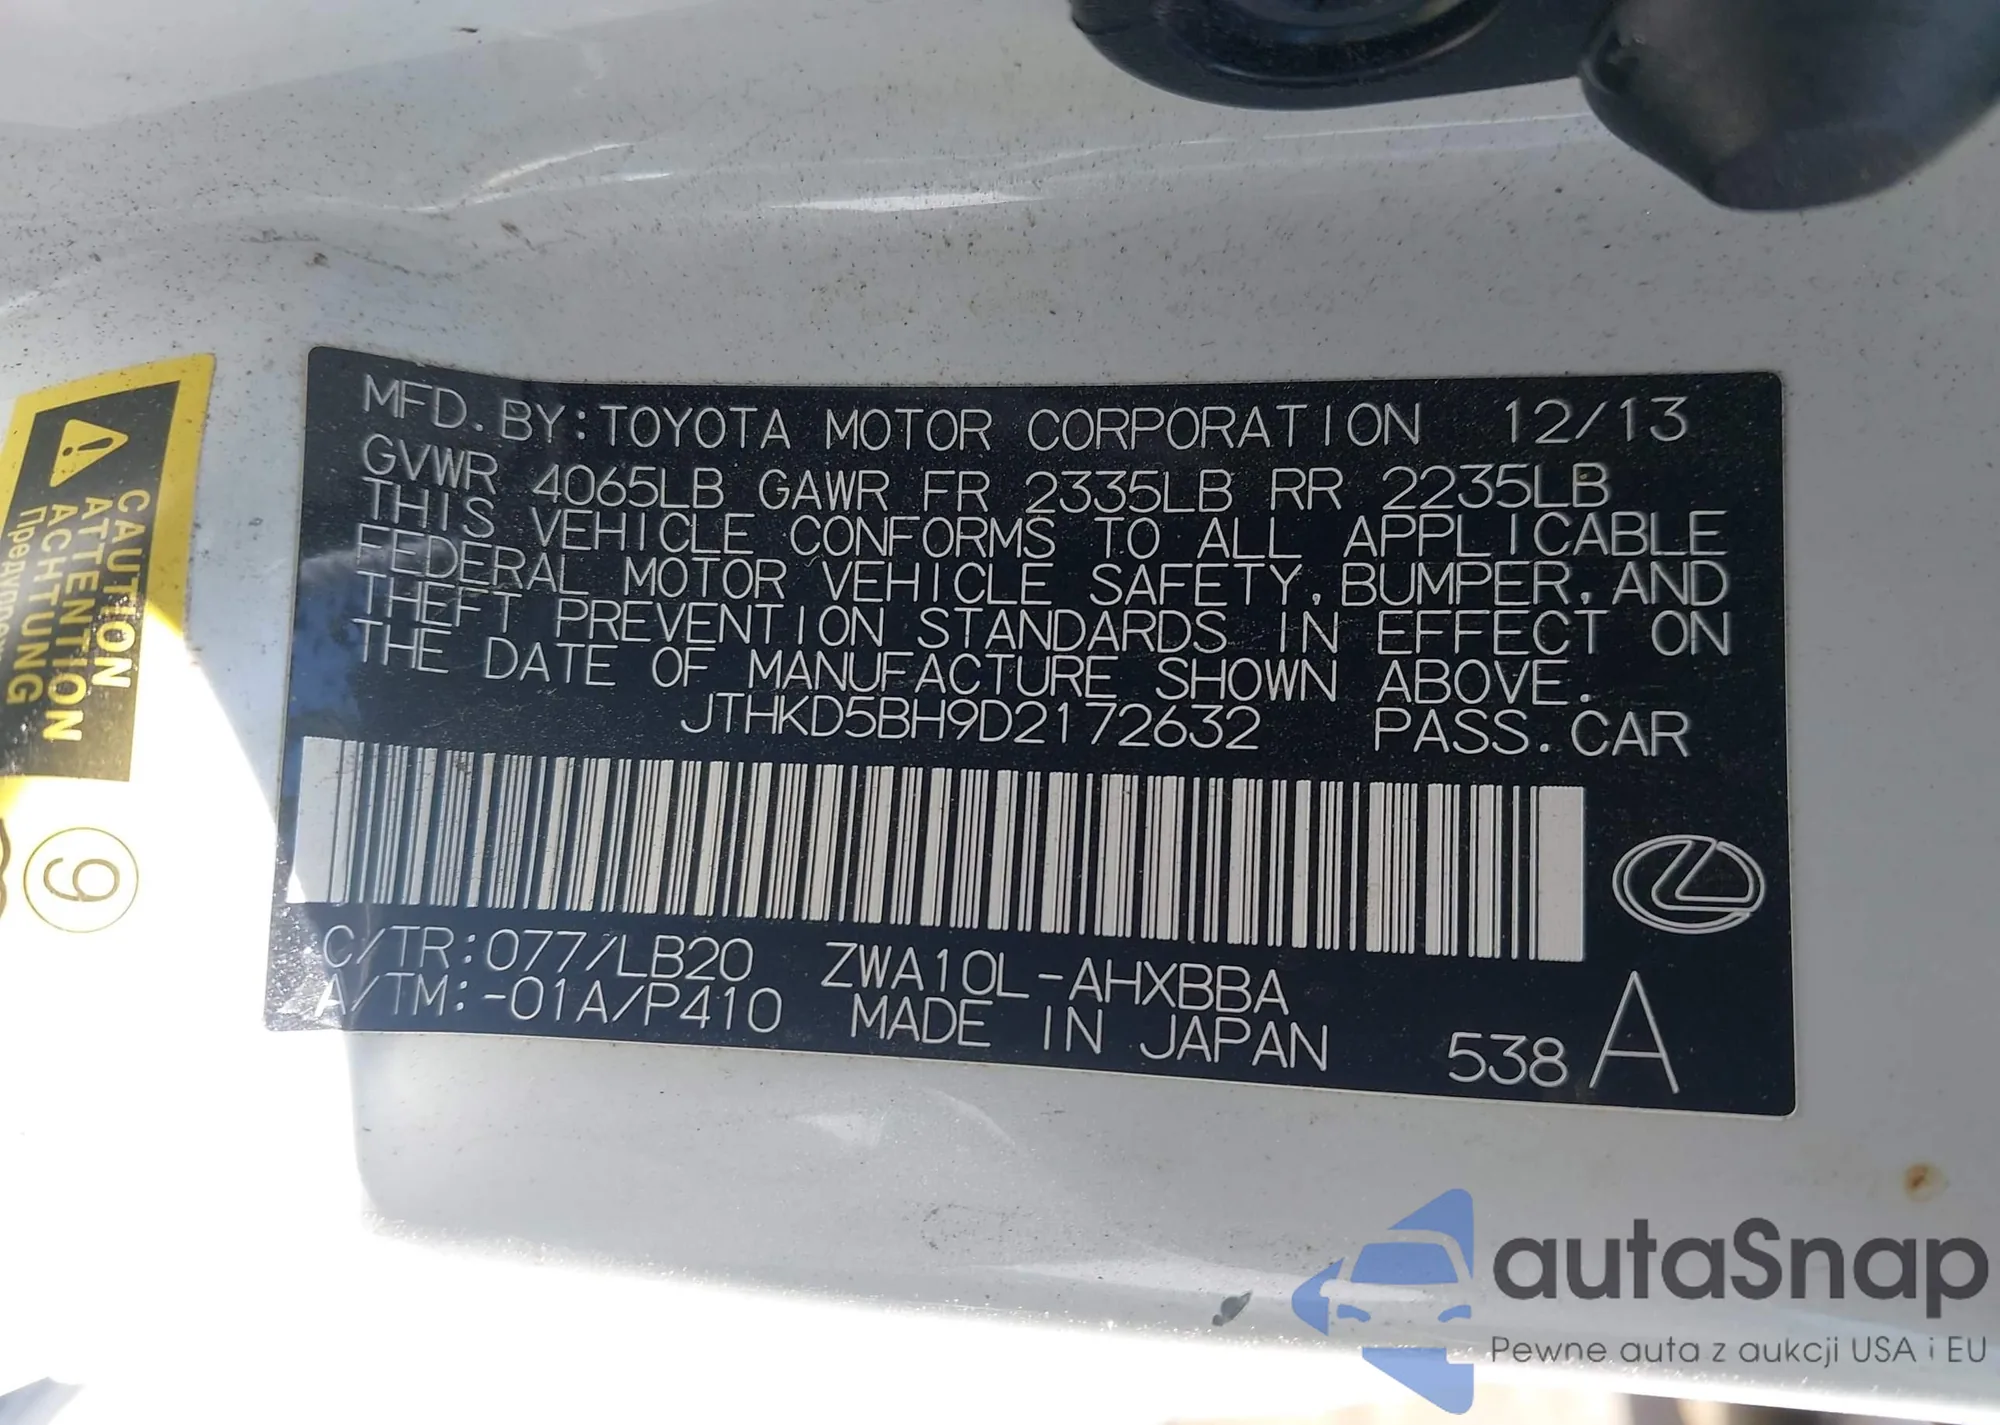 MFD. BY: TOYOTA MOTOR CORPORATION 12/13
GVWR 4065LB GAWR FR 2335LB RR 2235LB
THIS VEHICLE CONFORMS TO ALL APPLICABLE
FEDERAL MOTOR VEHICLE SAFETY, BUMPER, AND
THEFT PREVENTION STANDARDS IN EFFECT ON
THE DATE OF MANUFACTURE SHOWN ABOVE.
JTHKD5BH9D2172632 PASS. CAR
C/TR: 077/LB20 ZWA10L-AHXBBA
A/TM: -01A/P410 MADE IN JAPAN 538 A
CAUTION
ATTENTION
ACHTUNG
9
autaSnap
Pewne auta z aukcji USA i EU